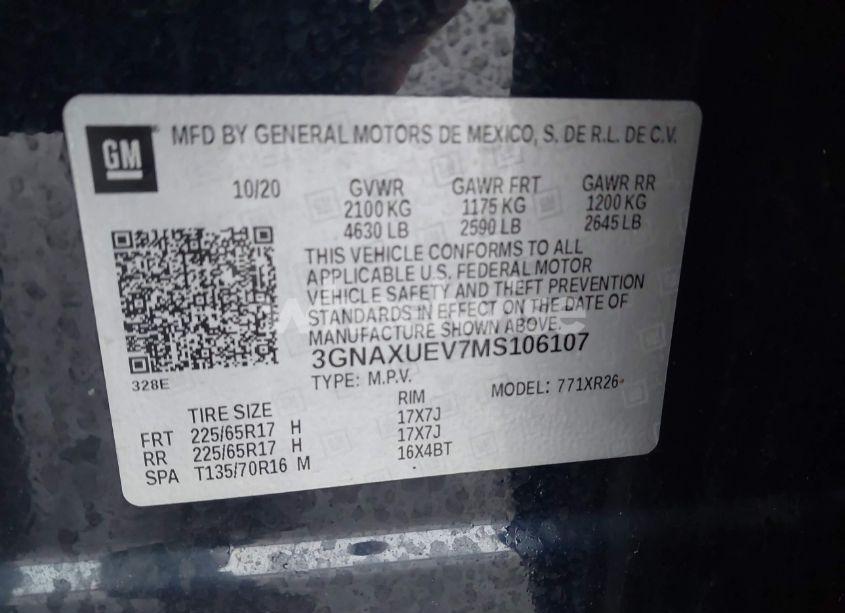 GM
MFD BY GENERAL MOTORS DE MEXICO, S. DE R.L. DE C.V.
10/20 GVWR GAWR FRT GAWR RR
2100 KG 1175 KG 1200 KG
4630 LB 2590 LB 2645 LB
THIS VEHICLE CONFORMS TO ALL
APPLICABLE U.S. FEDERAL MOTOR
VEHICLE SAFETY AND THEFT PREVENTION
STANDARDS IN EFFECT ON THE DATE OF
MANUFACTURE SHOWN ABOVE.
3GNAXUEV7MS106107
328E
TYPE: M.P.V. MODEL: 771XR26
TIRE SIZE RIM
FRT 225/65R17 H 17X7J
RR 225/65R17 H 17X7J
SPA T135/70R16 M 16X4BT